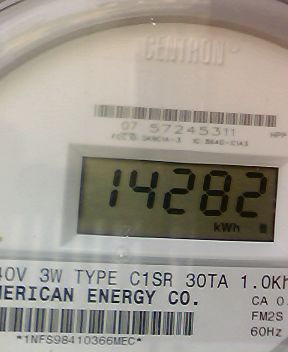 CENTRON
07 57245311
14282
kWh
40V 3W TYPE C1SR 30TA 1.0Kh
MERICAN ENERGY CO.
CA 0.
FM2S
60Hz
*1NFS98410366MEC*